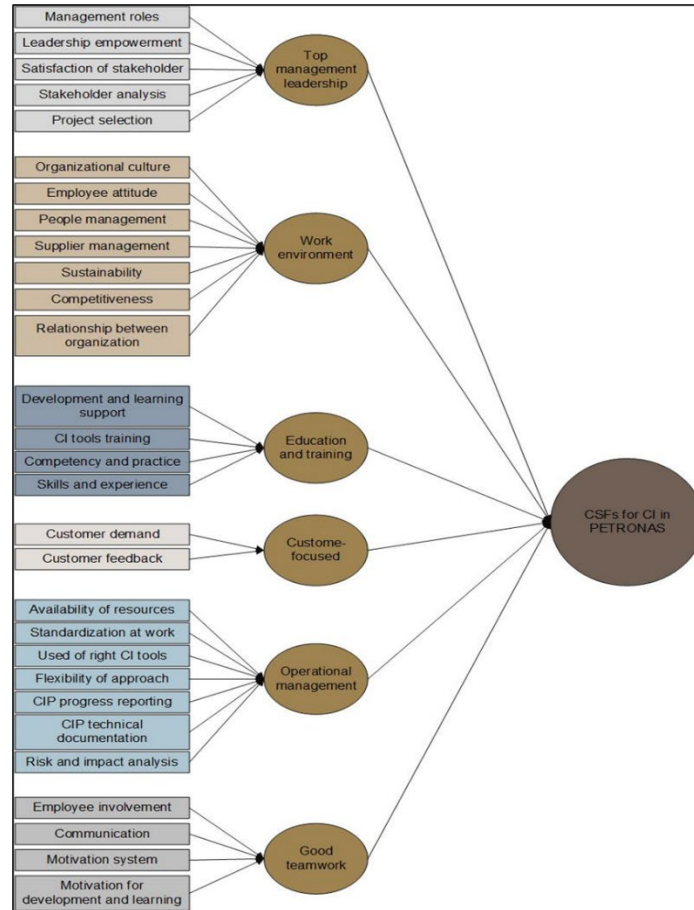 Management roles
Leadership empowerment
Satisfaction of stakeholder
Stakeholder analysis
Project selection
Top
management
leadership
Organizational culture
Employee attitude
People management
Supplier management
Sustainability
Competitiveness
Relationship between
organization
Work
environment
Development and learning
support
CI tools training
Competency and practice
Skills and experience
Education
and training
Customer demand
Customer feedback
Custome-
focused
Availability of resources
Standardization at work
Used of right CI tools
Flexibility of approach
CIP progress reporting
CIP technical
documentation
Risk and impact analysis
Operational
management
Employee involvement
Communication
Motivation system
Motivation for
development and learning
Good
teamwork
CSFs for CI in
PETRONAS